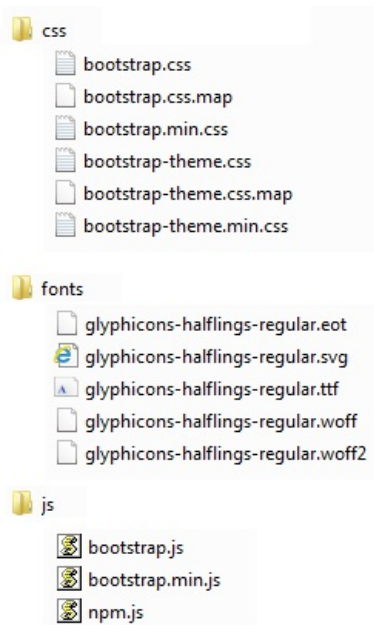 css
bootstrap.css
bootstrap.css.map
bootstrap.min.css
bootstrap-theme.css
bootstrap-theme.css.map
bootstrap-theme.min.css
fonts
glyphicons-halflings-regular.eot
glyphicons-halflings-regular.svg
glyphicons-halflings-regular.ttf
glyphicons-halflings-regular.woff
glyphicons-halflings-regular.woff2
js
bootstrap.js
bootstrap.min.js
npm.js